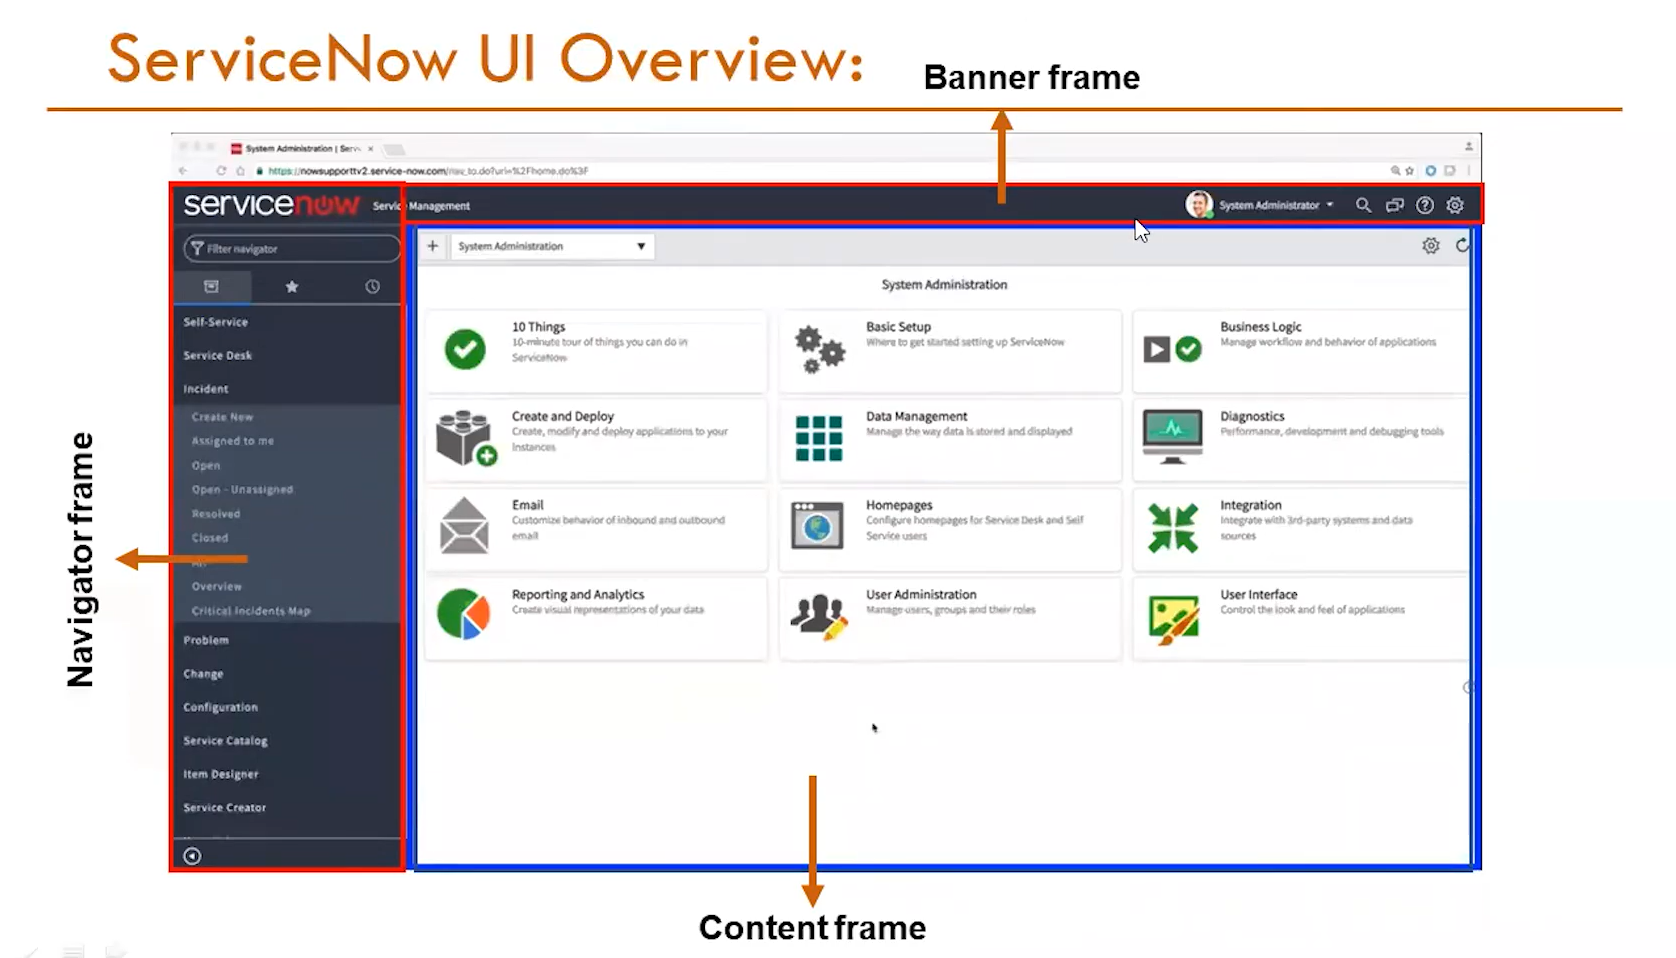 ServiceNow UI Overview:
Banner frame
System Administration | Serv
https://nowsupporttv2.service-now.com/nav_to.do?uri=%2Fhome.do%3F
servicenow Service Management
System Administrator
Filter navigator
System Administration
System Administration
Self-Service
Service Desk
Incident
Create New
Assigned to me
Open
Open - Unassigned
Resolved
Closed
Overview
Critical Incidents Map
Problem
Change
Configuration
Service Catalog
Item Designer
Service Creator
10 Things
10-minute tour of things you can do in
ServiceNow
Basic Setup
Where to get started setting up ServiceNow
Business Logic
Manage workflow and behavior of applications
Create and Deploy
Create, modify and deploy applications to your
Instances
Data Management
Manage the way data is stored and displayed
Diagnostics
Performance, development and debugging tools
Email
Customize behavior of inbound and outbound
email
Homepages
Configure homepages for Service Desk and Self
Service users
Integration
Integrate with 3rd-party systems and data
sources
Reporting and Analytics
Create visual representations of your data
User Administration
Manage users, groups and their roles
User Interface
Control the look and feel of applications
Navigator frame
Content frame